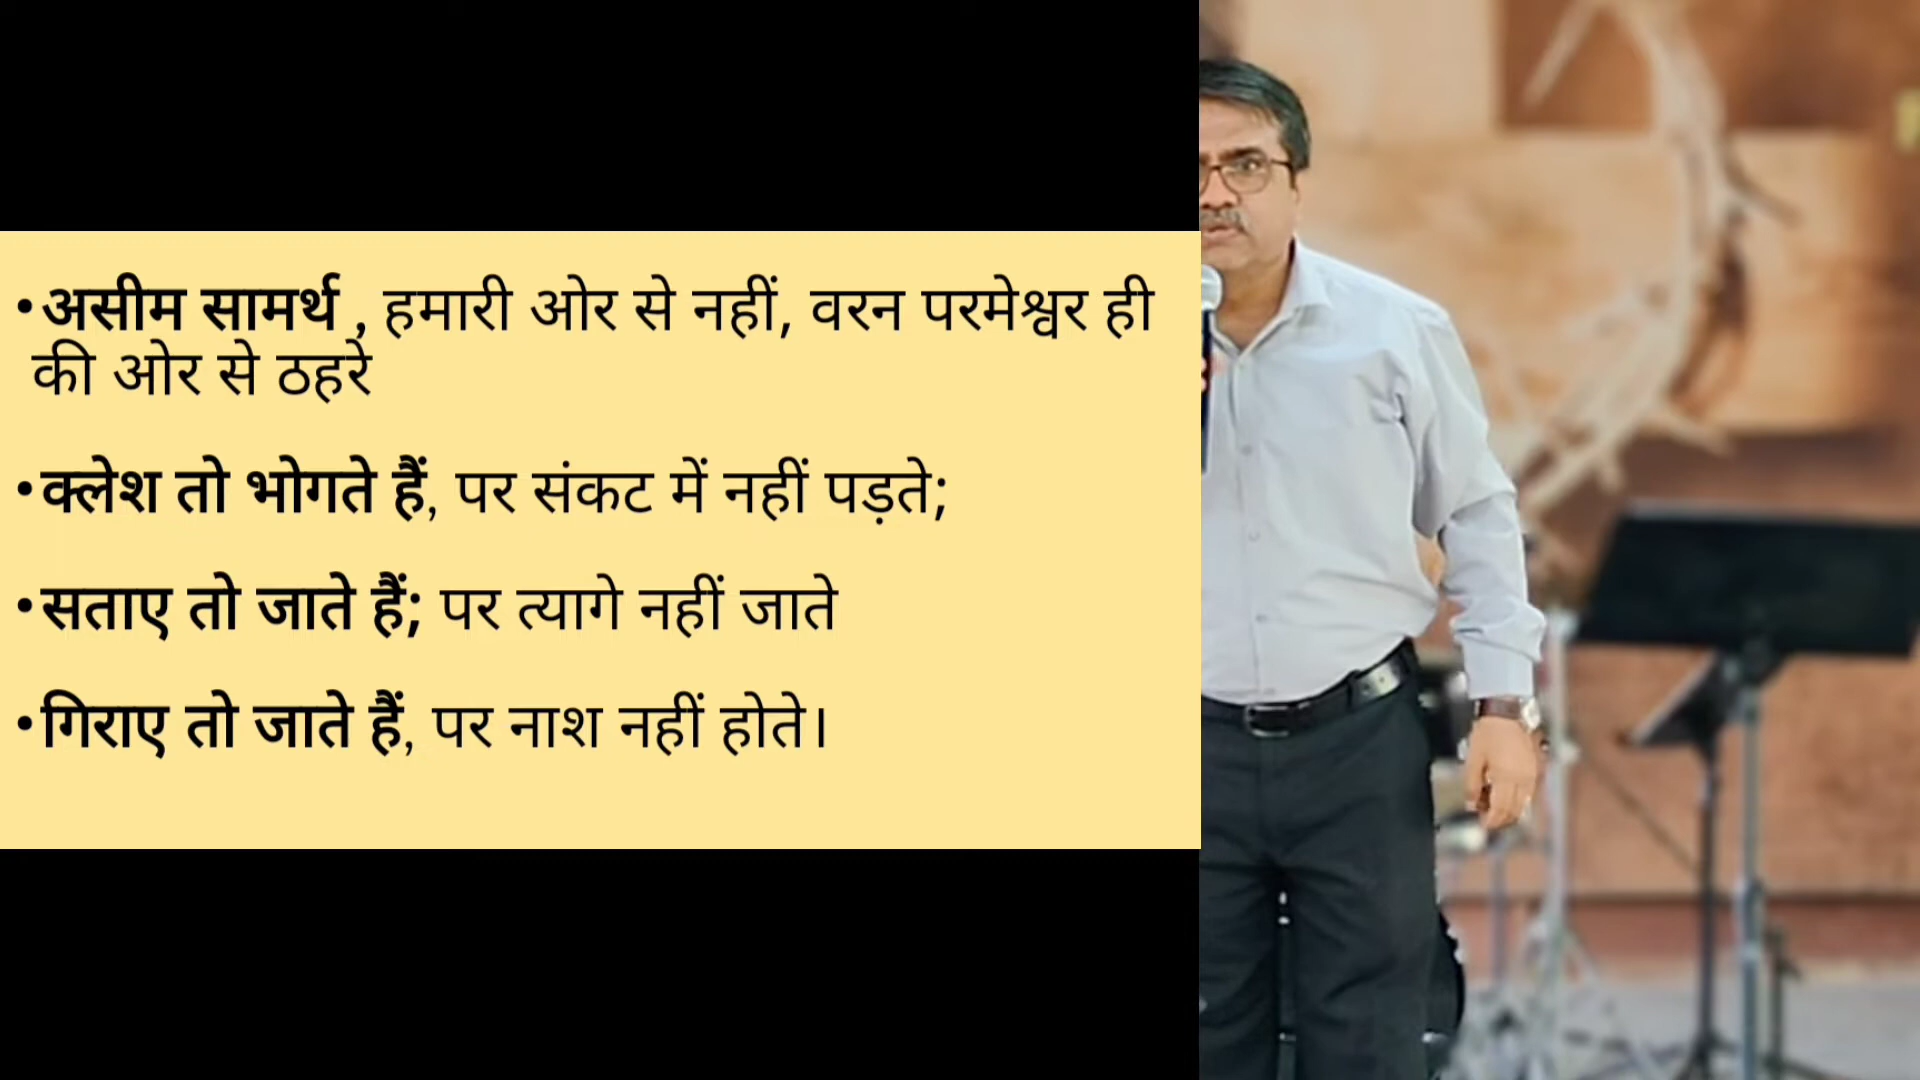 •असीम सामर्थ , हमारी ओर से नहीं, वरन परमेश्वर ही
की ओर से ठहरे
•क्लेश तो भोगते हैं, पर संकट में नहीं पड़ते;
•सताए तो जाते हैं; पर त्यागे नहीं जाते
•गिराए तो जाते हैं, पर नाश नहीं होते।